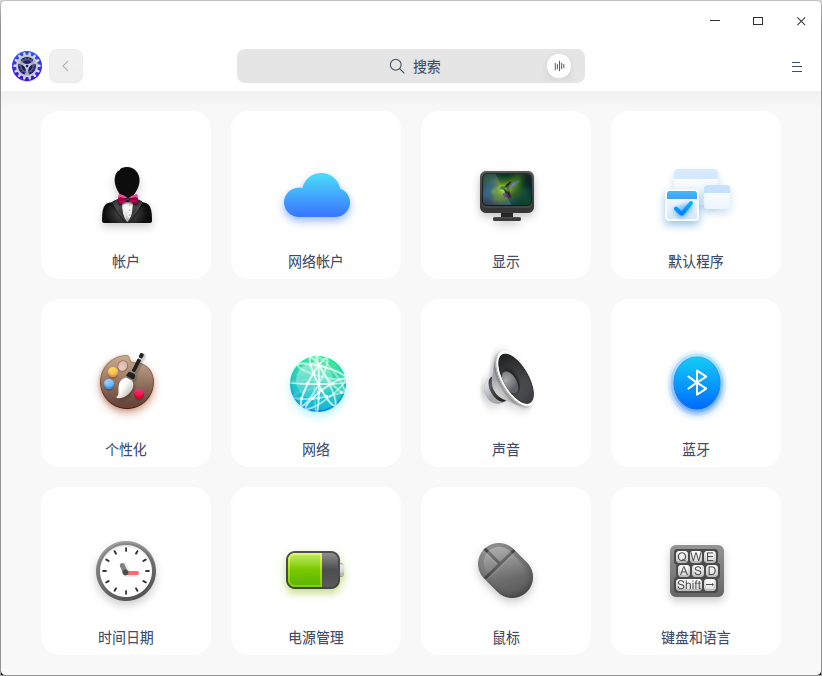 搜索
帐户
网络帐户
显示
默认程序
个性化
网络
声音
蓝牙
时间日期
电源管理
鼠标
键盘和语言
Q W E
A S D
Shift →